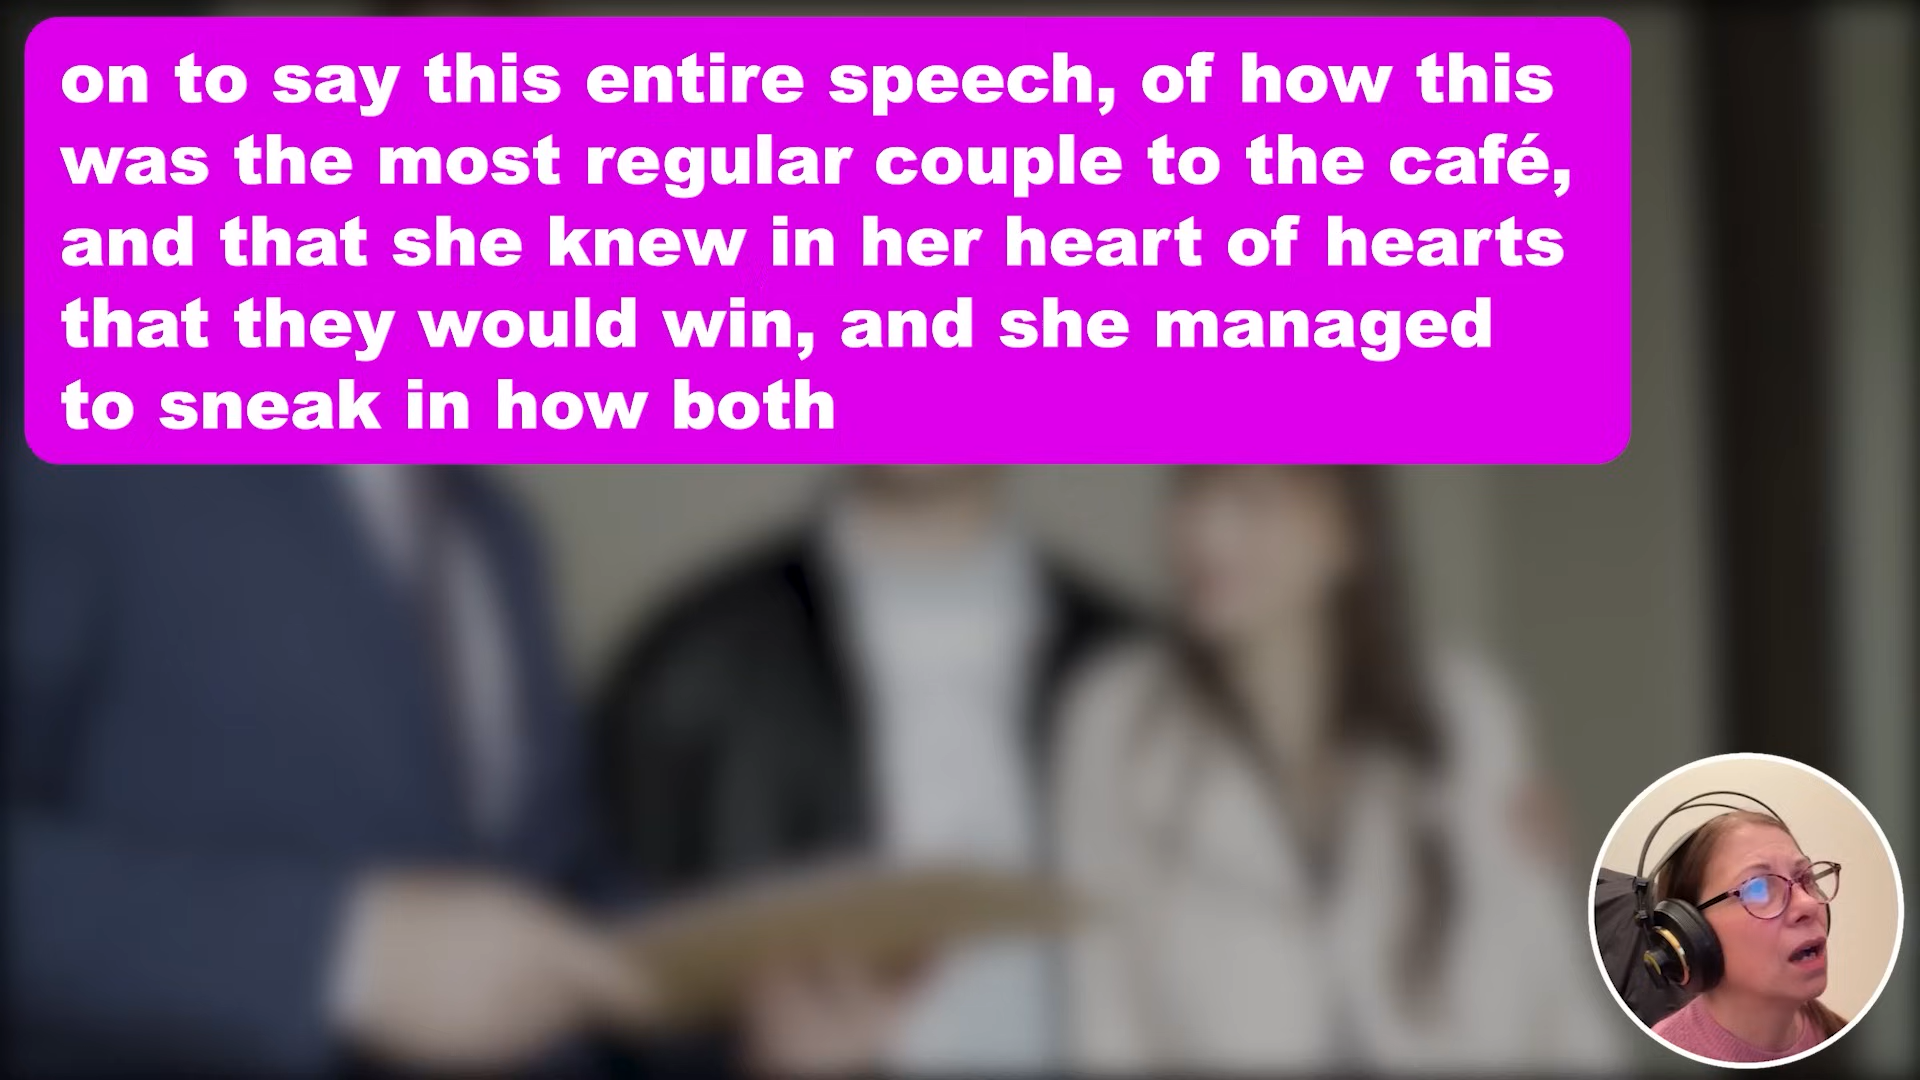 on to say this entire speech, of how this
was the most regular couple to the café,
and that she knew in her heart of hearts
that they would win, and she managed
to sneak in how both